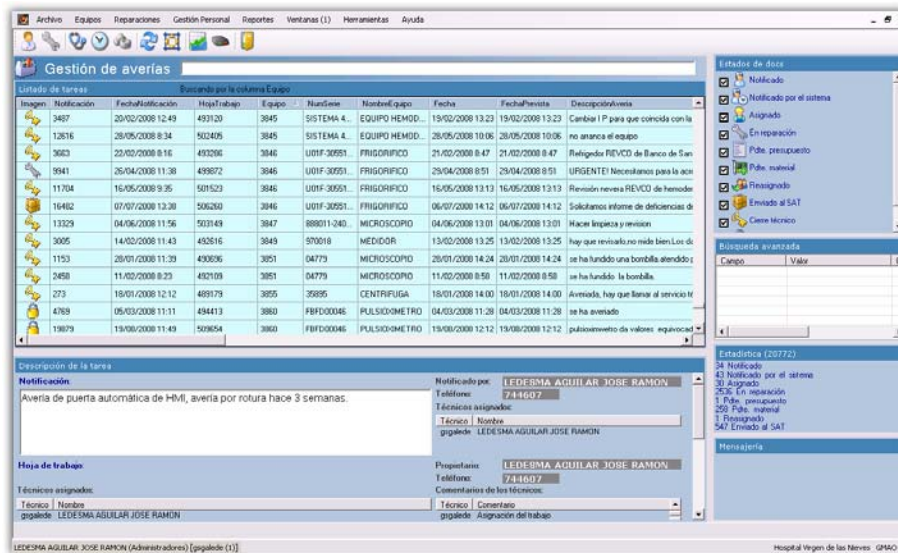 Archivo Equipos Reparaciones Gestión Personal Reportes Ventanas (1) Herramientas Ayuda
Gestión de averías
Listado de tareas Buscando por la columna Equipo
Imagen Notificación FechaNotificación HojaTrabajo Equipo NumSerie NombreEquipo Fecha FechaPrevista DescripciónAveria
3487 20/02/2008 12:49 493120 3845 SISTEMA 4... EQUIPO HEMOD... 19/02/2008 13:23 19/02/2008 13:23 Cambiar I P para que coincida con la
12616 28/05/2008 8:34 502405 3845 SISTEMA 4... EQUIPO HEMOD... 28/05/2008 10:06 28/05/2008 10:06 no arranca el equipo
3663 22/02/2008 8:16 493286 3846 U01F-30551... FRIGORIFICO 21/02/2008 8:47 21/02/2008 8:47 Refrigedor REVCO de Banco de San
9941 26/04/2008 11:38 499872 3846 U01F-30551... FRIGORIFICO 29/04/2008 8:51 29/04/2008 8:51 URGENTE! Necesitamos para la acre
11704 16/05/2008 9:35 501523 3846 U01F-30551... FRIGORIFICO 16/05/2008 13:13 16/05/2008 13:13 Revisión nevera REVCO de hemoder
16482 07/07/2008 13:38 506260 3846 U01F-30551... FRIGORIFICO 06/07/2008 14:12 06/07/2008 14:12 Solicitamos informe de deficiencias de
13329 04/06/2008 11:56 503149 3847 888011-240... MICROSCOPIO 04/06/2008 13:01 04/06/2008 13:01 Hacer limpieza y revision
3005 14/02/2008 11:43 492616 3849 970018 MEDIDOR 13/02/2008 13:25 13/02/2008 13:25 hay que revisarlo,no mide bien.Los da
1153 28/01/2008 11:39 490696 3851 04779 MICROSCOPIO 28/01/2008 14:24 28/01/2008 14:24 se ha fundido una bombilla.atendido p
2458 11/02/2008 8:23 492109 3851 04779 MICROSCOPIO 11/02/2008 8:58 11/02/2008 8:58 se ha fundido la bombilla.
273 18/01/2008 12:12 489179 3855 35895 CENTRIFUGA 18/01/2008 14:00 18/01/2008 14:00 Averiada, hay que llamar al servicio té
4769 05/03/2008 11:11 494413 3860 FBFD00046 PULSIOXIMETRO 04/03/2008 11:28 04/03/2008 11:28 se ha averiado
19879 19/08/2008 11:49 509654 3860 FBFD00046 PULSIOXIMETRO 19/08/2008 12:12 19/08/2008 12:12 pulsioximwetro da valores equivocad
Descripción de la tarea
Notificación:
Avería de puerta automática de HMI, avería por rotura hace 3 semanas.
Notificado por: LEDESMA AGUILAR JOSE RAMON
Teléfono: 744607
Técnicos asignados:
Técnico Nombre
gsgalede LEDESMA AGUILAR JOSE RAMON
Hoja de trabajo:
Técnicos asignados:
Técnico Nombre
gsgalede LEDESMA AGUILAR JOSE RAMON
Propietario: LEDESMA AGUILAR JOSE RAMON
Teléfono: 744607
Comentarios de los técnicos:
Técnico Comentario
gsgalede Asignación del trabajo
Estados de docs
Notificado
Notificado por el sistema
Asignado
En reparación
Pdte. presupuesto
Pdte. material
Reasignado
Enviado al SAT
Cierre técnico
Búsqueda avanzada
Campo Valor
Estadística (20772)
34 Notificado
43 Notificado por el sistema
30 Asignado
2536 En reparación
1 Pdte. presupuesto
258 Pdte. material
1 Reasignado
547 Enviado al SAT
Mensajería
LEDESMA AGUILAR JOSE RAMON (Administradores) [gsgalede (1)]
Hospital Virgen de las Nieves GMAO